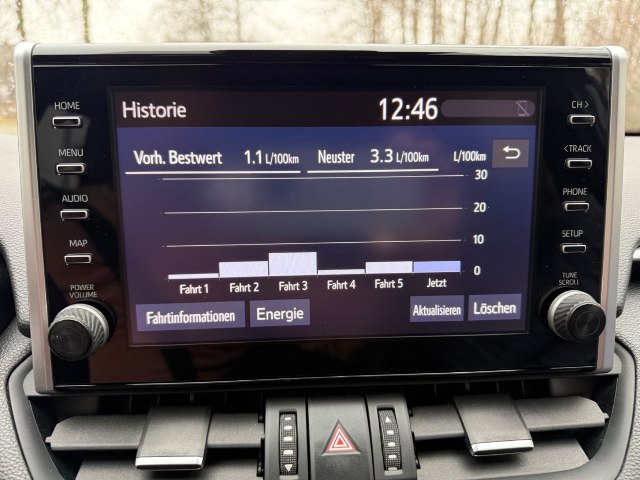 HOME
MENU
AUDIO
MAP
POWER
VOLUME
Historie
12:46
Vorh. Bestwert 1.1 L/100km Neuster 3.3 L/100km L/100km
30
20
10
0
Fahrt 1 Fahrt 2 Fahrt 3 Fahrt 4 Fahrt 5 Jetzt
Fahrtinformationen Energie Aktualisieren Löschen
CH >
< TRACK
PHONE
SETUP
TUNE
SCROLL